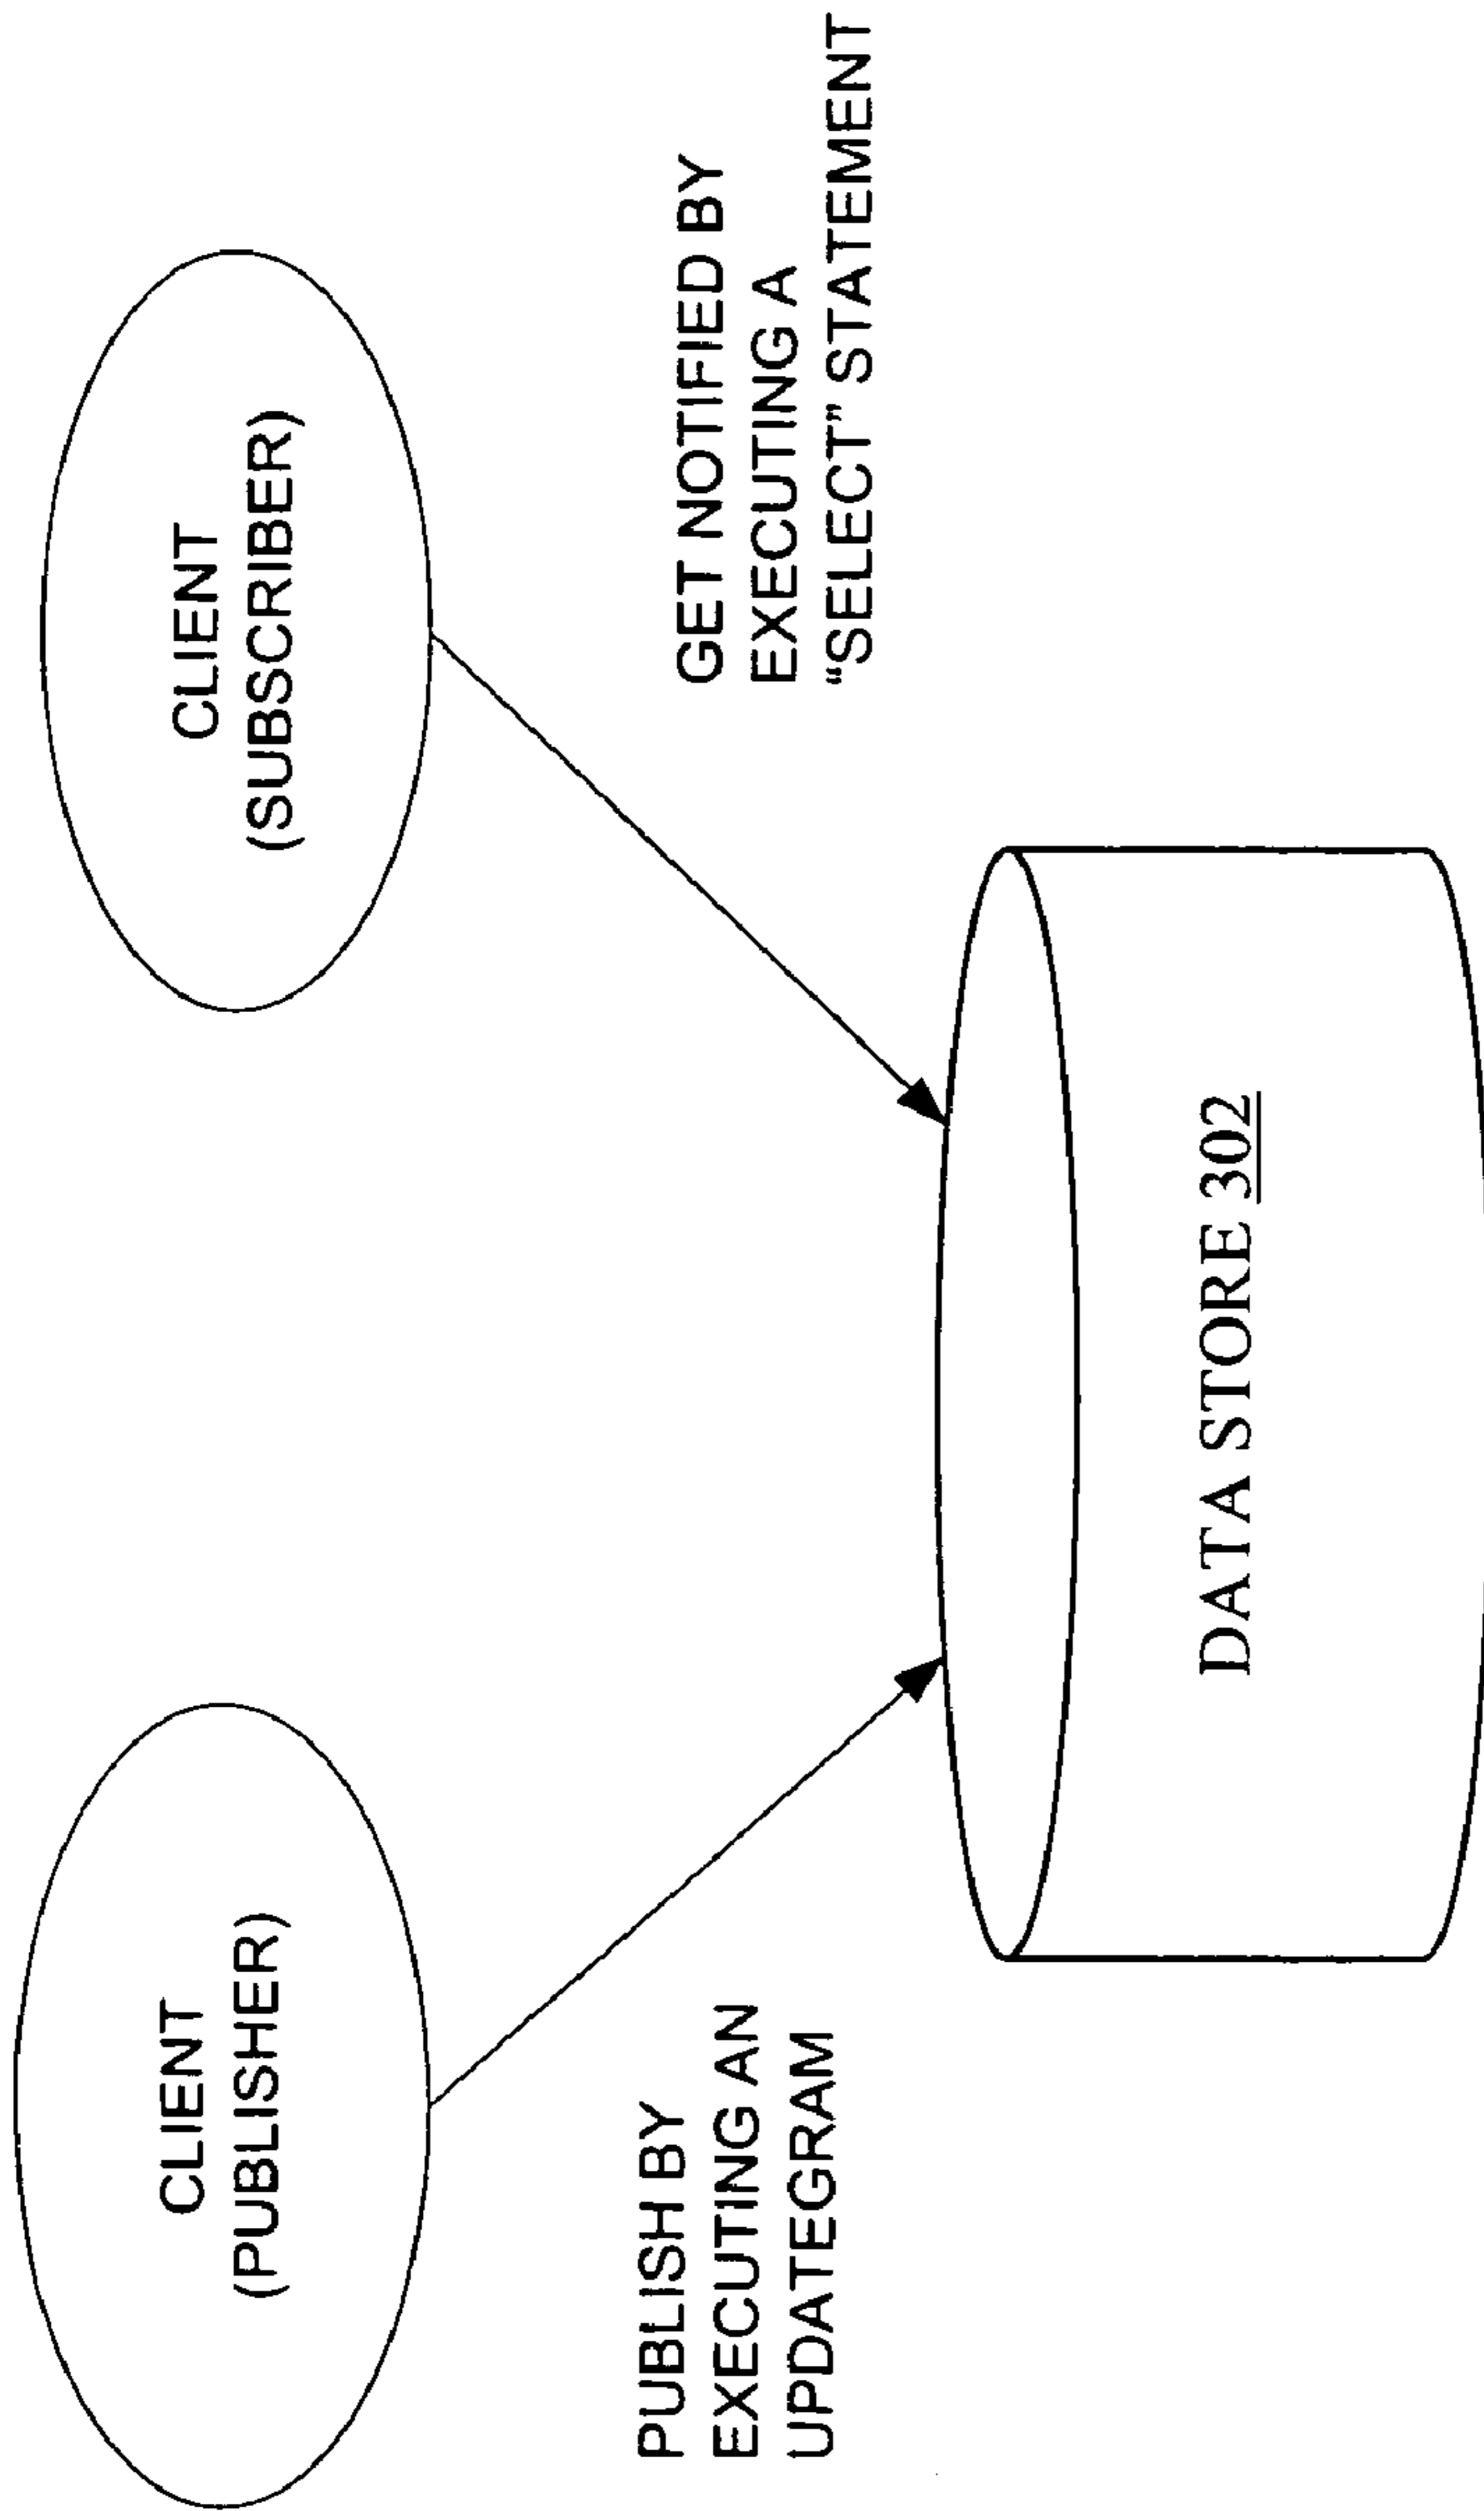 CLIENT
(PUBLISHER)
CLIENT
(SUBSCRIBER)
PUBLISH BY
EXECUTING AN
UPDATEGRAM
GET NOTIFIED BY
EXECUTING A
“SELECT” STATEMENT
DATA STORE 302